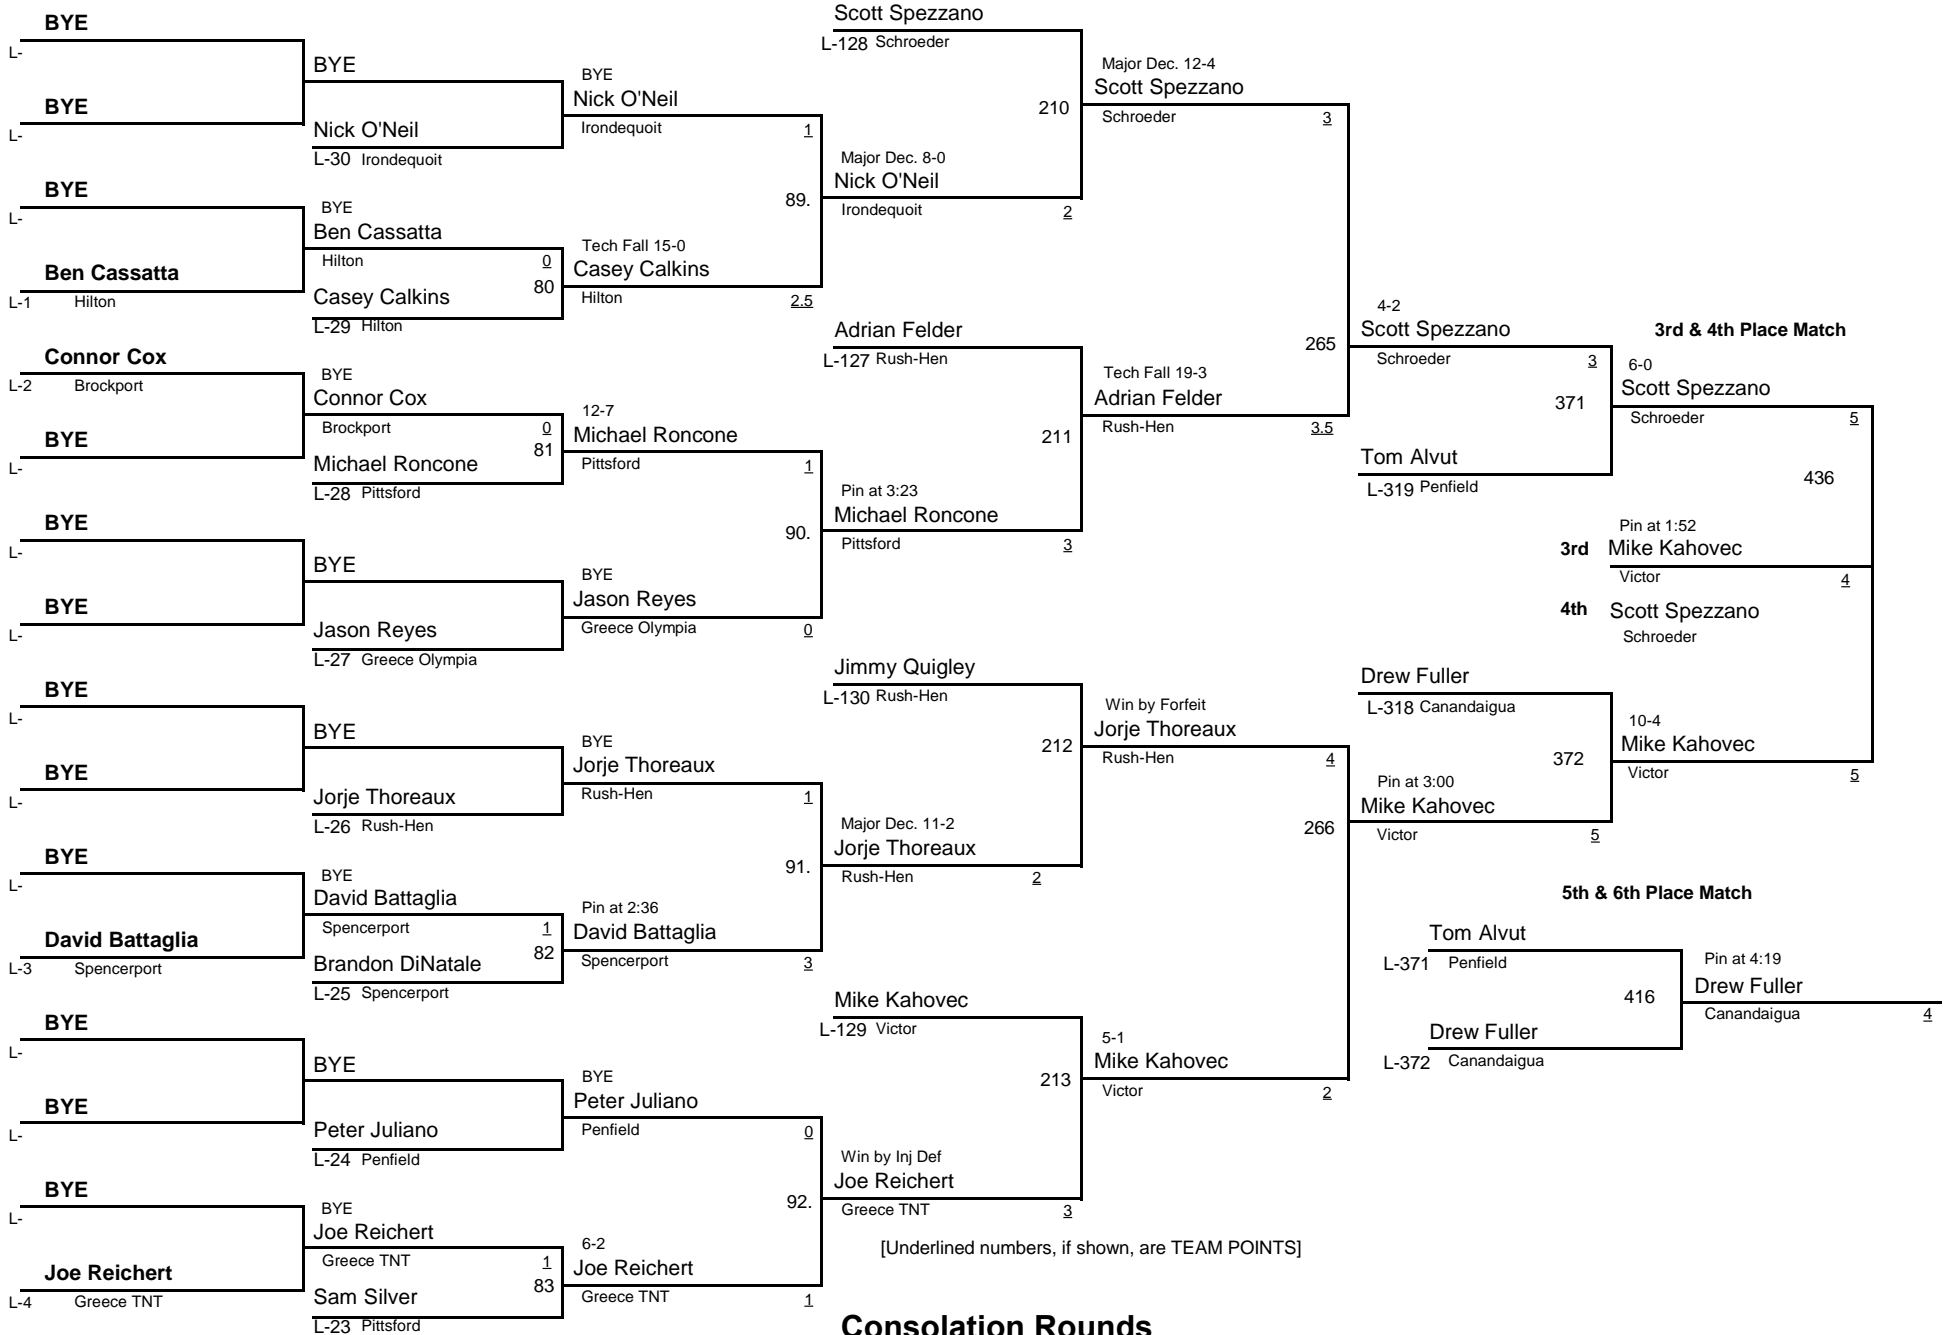 BYE
L-
BYE
L-
BYE
L-
Ben Cassatta
L-1 Hilton
Connor Cox
L-2 Brockport
BYE
L-
BYE
L-
BYE
L-
BYE
L-
BYE
L-
BYE
L-
David Battaglia
L-3 Spencerport
BYE
L-
BYE
L-
BYE
L-
Joe Reichert
L-4 Greece TNT
BYE
Nick O'Neil
L-30 Irondequoit
BYE
Ben Cassatta
Hilton 0
80
Casey Calkins
L-29 Hilton
BYE
Connor Cox
Brockport 0
81
Michael Roncone
L-28 Pittsford
BYE
Jason Reyes
L-27 Greece Olympia
BYE
Jorje Thoreaux
L-26 Rush-Hen
BYE
David Battaglia
Spencerport 1
82
Brandon DiNatale
L-25 Spencerport
BYE
Peter Juliano
L-24 Penfield
BYE
Joe Reichert
Greece TNT 1
83
Sam Silver
L-23 Pittsford
BYE
Nick O'Neil
Irondequoit 1
89.
Tech Fall 15-0
Casey Calkins
Hilton 2.5
12-7
Michael Roncone
Pittsford 1
90.
BYE
Jason Reyes
Greece Olympia 0
BYE
Jorje Thoreaux
Rush-Hen 1
91.
Pin at 2:36
David Battaglia
Spencerport 3
BYE
Peter Juliano
Penfield 0
92.
6-2
Joe Reichert
Greece TNT 1
Scott Spezzano
L-128 Schroeder
210
Major Dec. 8-0
Nick O'Neil
Irondequoit 2
Adrian Felder
L-127 Rush-Hen
211
Pin at 3:23
Michael Roncone
Pittsford 3
Jimmy Quigley
L-130 Rush-Hen
212
Major Dec. 11-2
Jorje Thoreaux
Rush-Hen 2
Mike Kahovec
L-129 Victor
213
Win by Inj Def
Joe Reichert
Greece TNT 3
Major Dec. 12-4
Scott Spezzano
Schroeder 3
265
Tech Fall 19-3
Adrian Felder
Rush-Hen 3.5
Win by Forfeit
Jorje Thoreaux
Rush-Hen 4
266
5-1
Mike Kahovec
Victor 2
4-2
Scott Spezzano
Schroeder 3
371
Tom Alvut
L-319 Penfield
Drew Fuller
L-318 Canandaigua
372
Pin at 3:00
Mike Kahovec
Victor 5
3rd & 4th Place Match
6-0
Scott Spezzano
Schroeder 5
436
Pin at 1:52
3rd Mike Kahovec
Victor 4
4th Scott Spezzano
Schroeder
10-4
Mike Kahovec
Victor 5
5th & 6th Place Match
Tom Alvut
L-371 Penfield
416
Drew Fuller
L-372 Canandaigua
Pin at 4:19
Drew Fuller
Canandaigua 4
[Underlined numbers, if shown, are TEAM POINTS]
Consolation Rounds